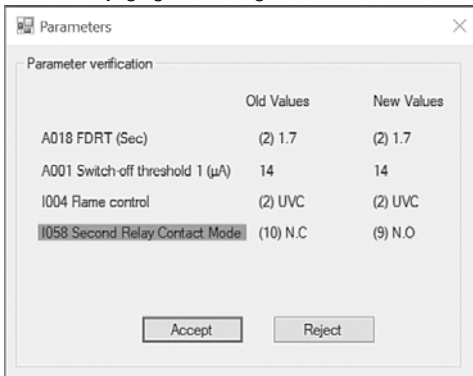 Parameters
Parameter verification
Old Values New Values
A018 FDRT (Sec) (2) 1.7 (2) 1.7
A001 Switch-off threshold 1 (µA) 14 14
I004 Flame control (2) UVC (2) UVC
I058 Second Relay Contact Mode (10) N.C (9) N.O
Accept Reject